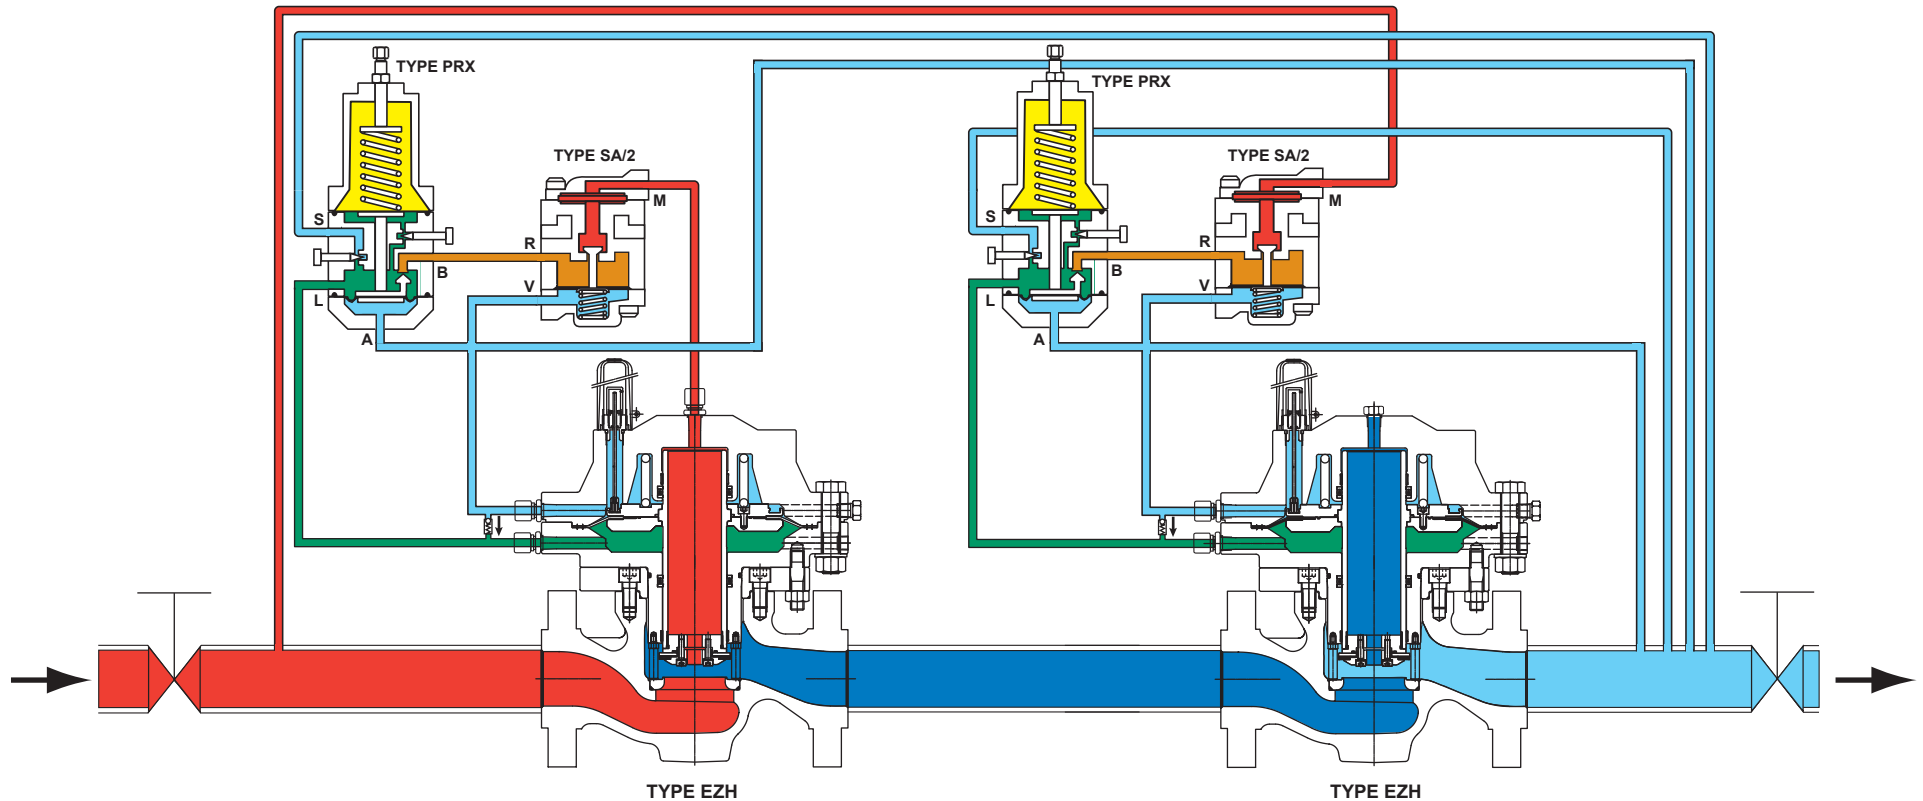 TYPE PRX
TYPE PRX
TYPE SA/2
TYPE SA/2
M
M
S
S
R
R
B
B
V
V
L
L
A
A
TYPE EZH
TYPE EZH